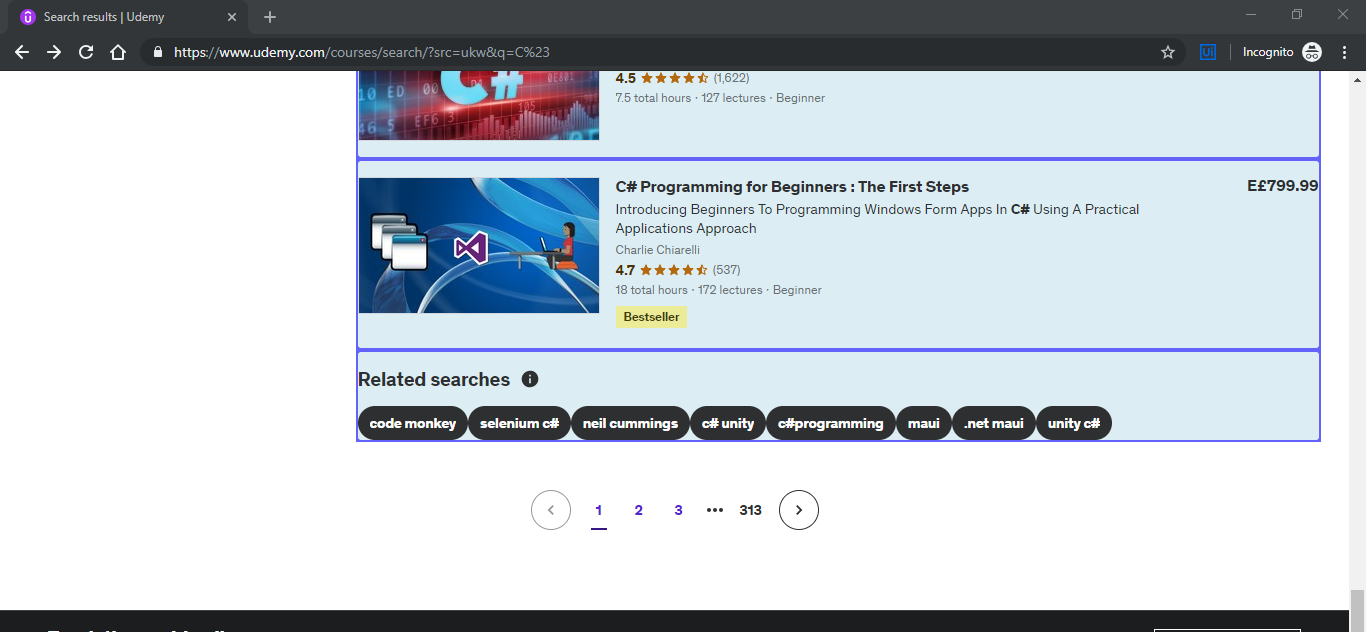 Search results | Udemy
https://www.udemy.com/courses/search/?src=ukw&q=C%23
Ui
Incognito
C#
4.5 (1,622)
7.5 total hours · 127 lectures · Beginner
C# Programming for Beginners : The First Steps
E£799.99
Introducing Beginners To Programming Windows Form Apps In C# Using A Practical
Applications Approach
Charlie Chiarelli
4.7 (537)
18 total hours · 172 lectures · Beginner
Bestseller
Related searches
code monkey selenium c# neil cummings c# unity c#programming maui .net maui unity c#
1 2 3 ••• 313